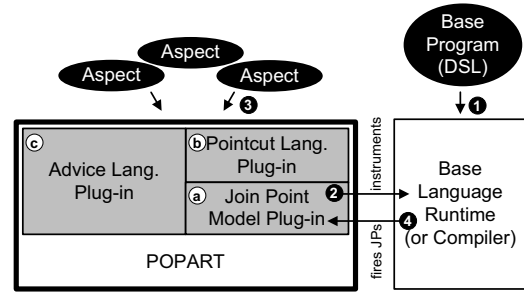 Aspect
Aspect
Aspect
3
Base
Program
(DSL)
1
c
Advice Lang.
Plug-in
b
Pointcut Lang.
Plug-in
a
Join Point
Model Plug-in
2
POPART
instruments
fires JPs
4
Base
Language
Runtime
(or Compiler)